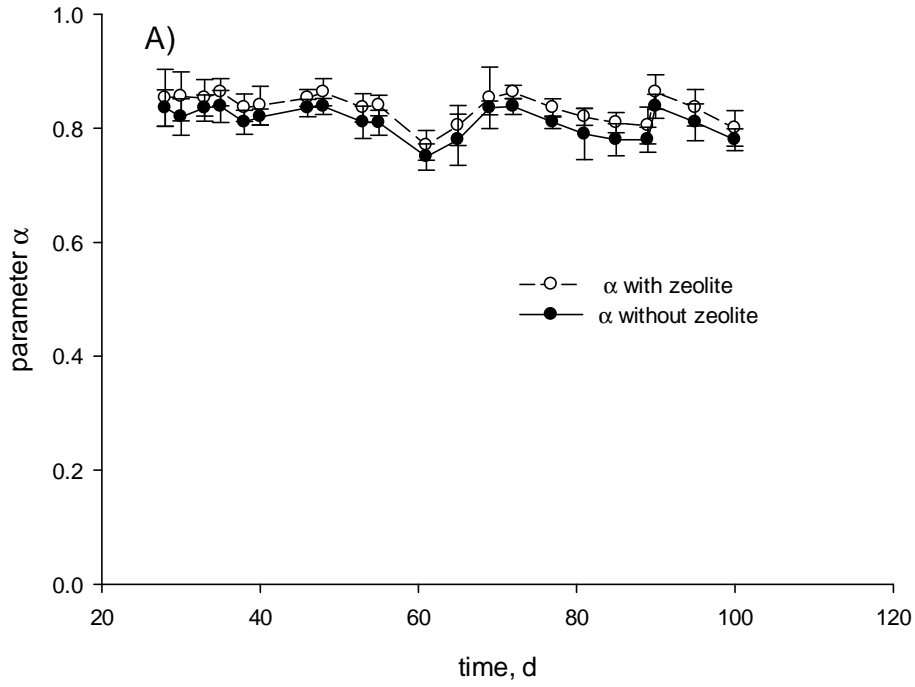 A)
1.0
0.8
0.6
0.4
0.2
0.0
parameter α
α with zeolite
α without zeolite
20 40 60 80 100 120
time, d